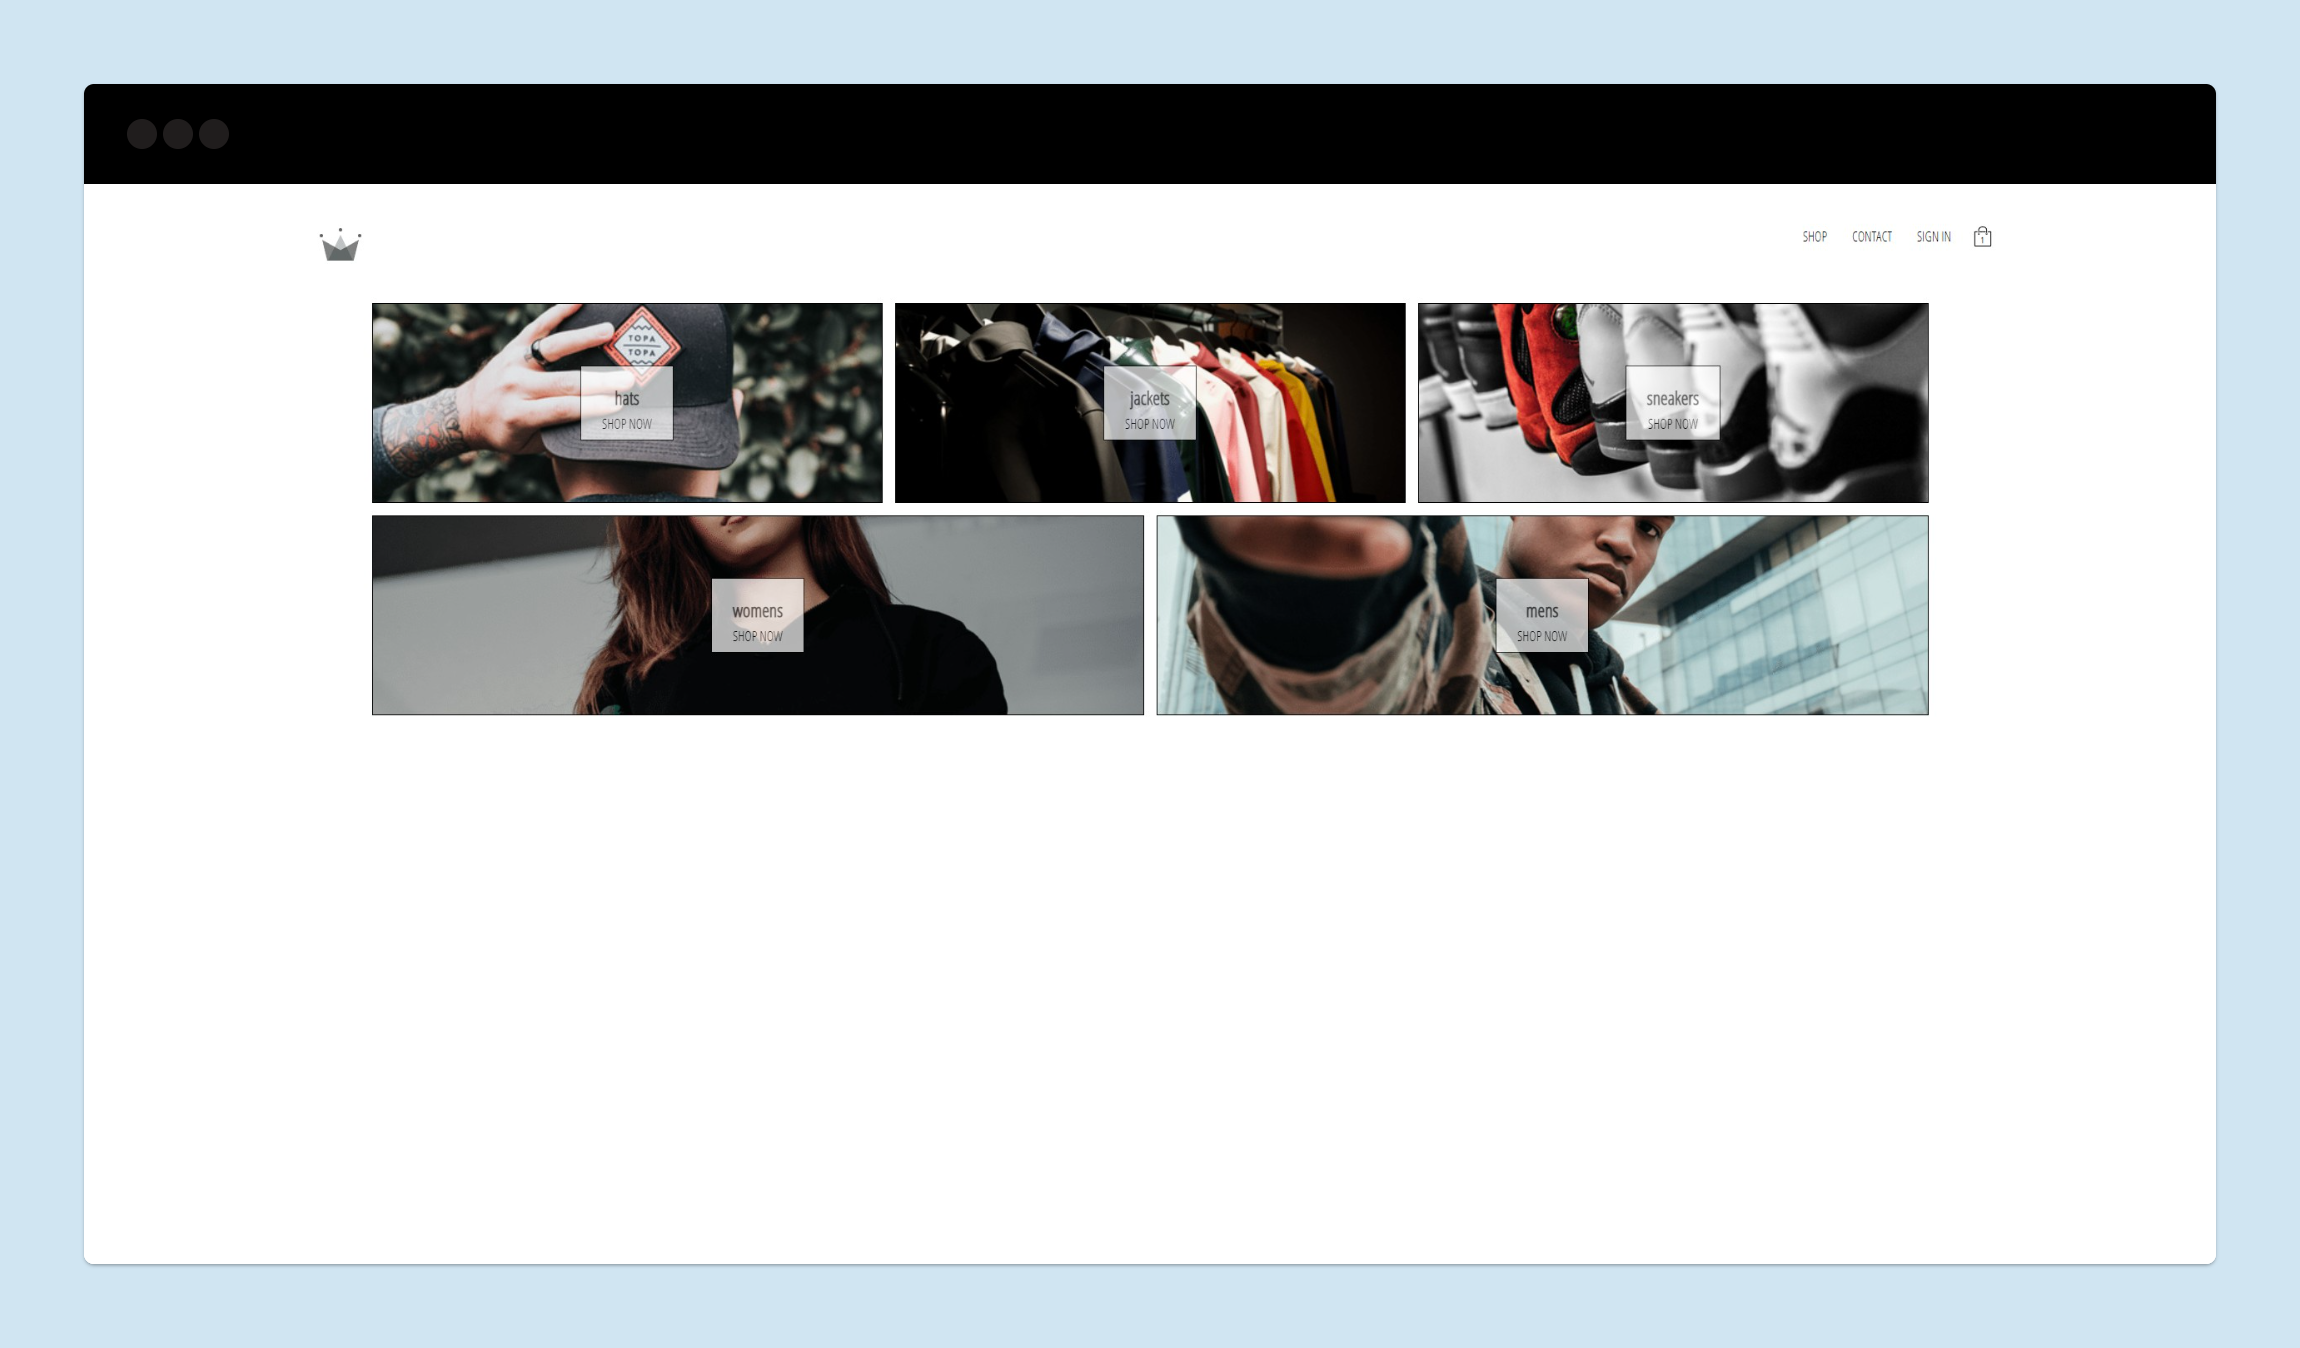 SHOP CONTACT SIGN IN 1
TOPA
TOPA
hats
SHOP NOW
jackets
SHOP NOW
sneakers
SHOP NOW
womens
SHOP NOW
mens
SHOP NOW